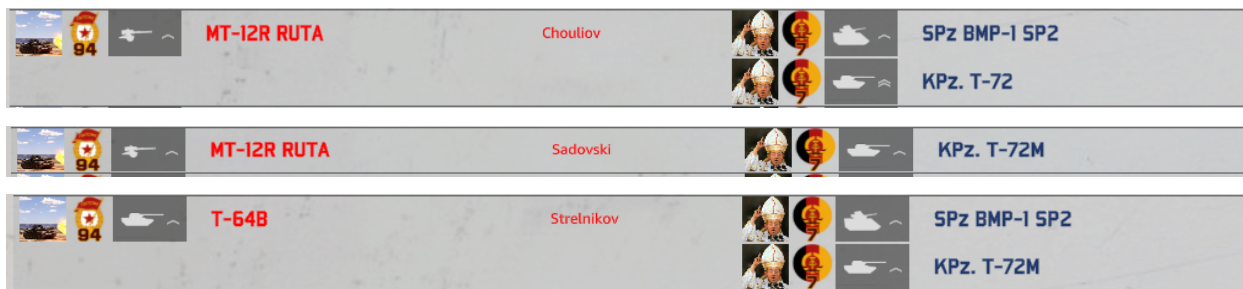 94 MT-12R RUTA Chouliov 7 SPz BMP-1 SP2
7 KPz. T-72
94 MT-12R RUTA Sadovski 7 KPz. T-72M
94 T-64B Strelnikov 7 SPz BMP-1 SP2
7 KPz. T-72M